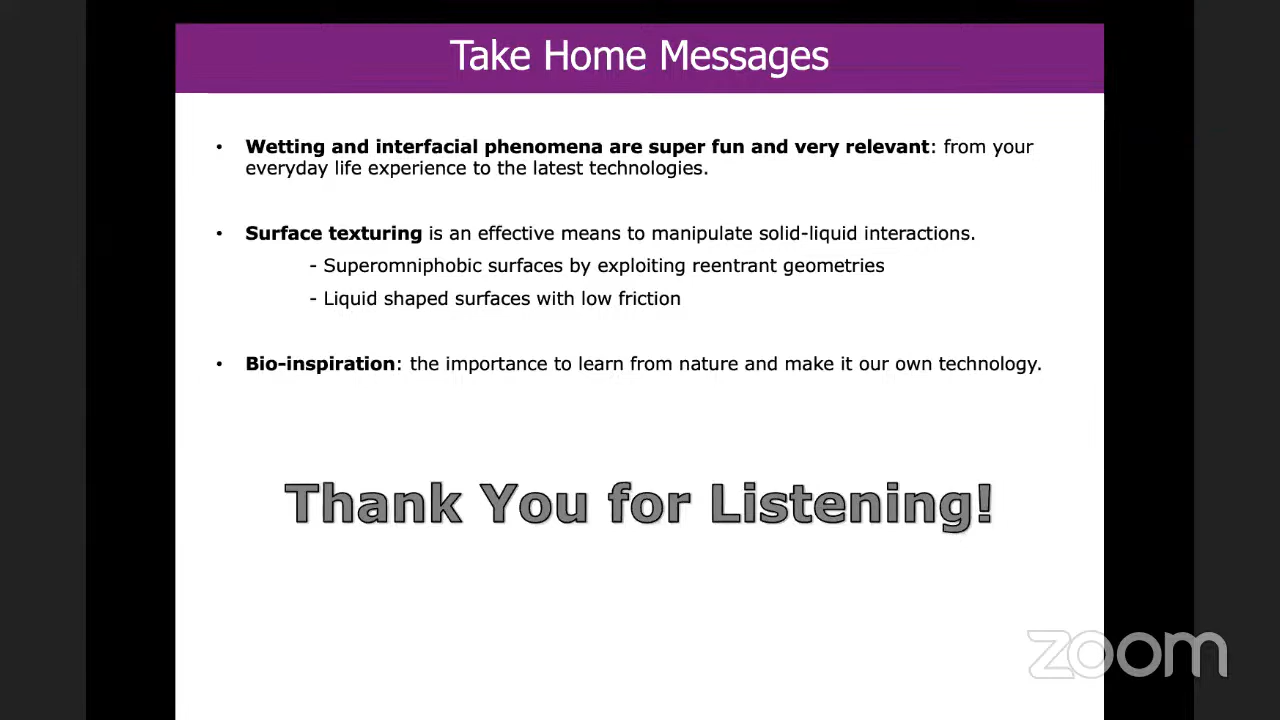 Take Home Messages
• Wetting and interfacial phenomena are super fun and very relevant: from your
everyday life experience to the latest technologies.
• Surface texturing is an effective means to manipulate solid-liquid interactions.
- Superomniphobic surfaces by exploiting reentrant geometries
- Liquid shaped surfaces with low friction
• Bio-inspiration: the importance to learn from nature and make it our own technology.
Thank You for Listening!
zoom